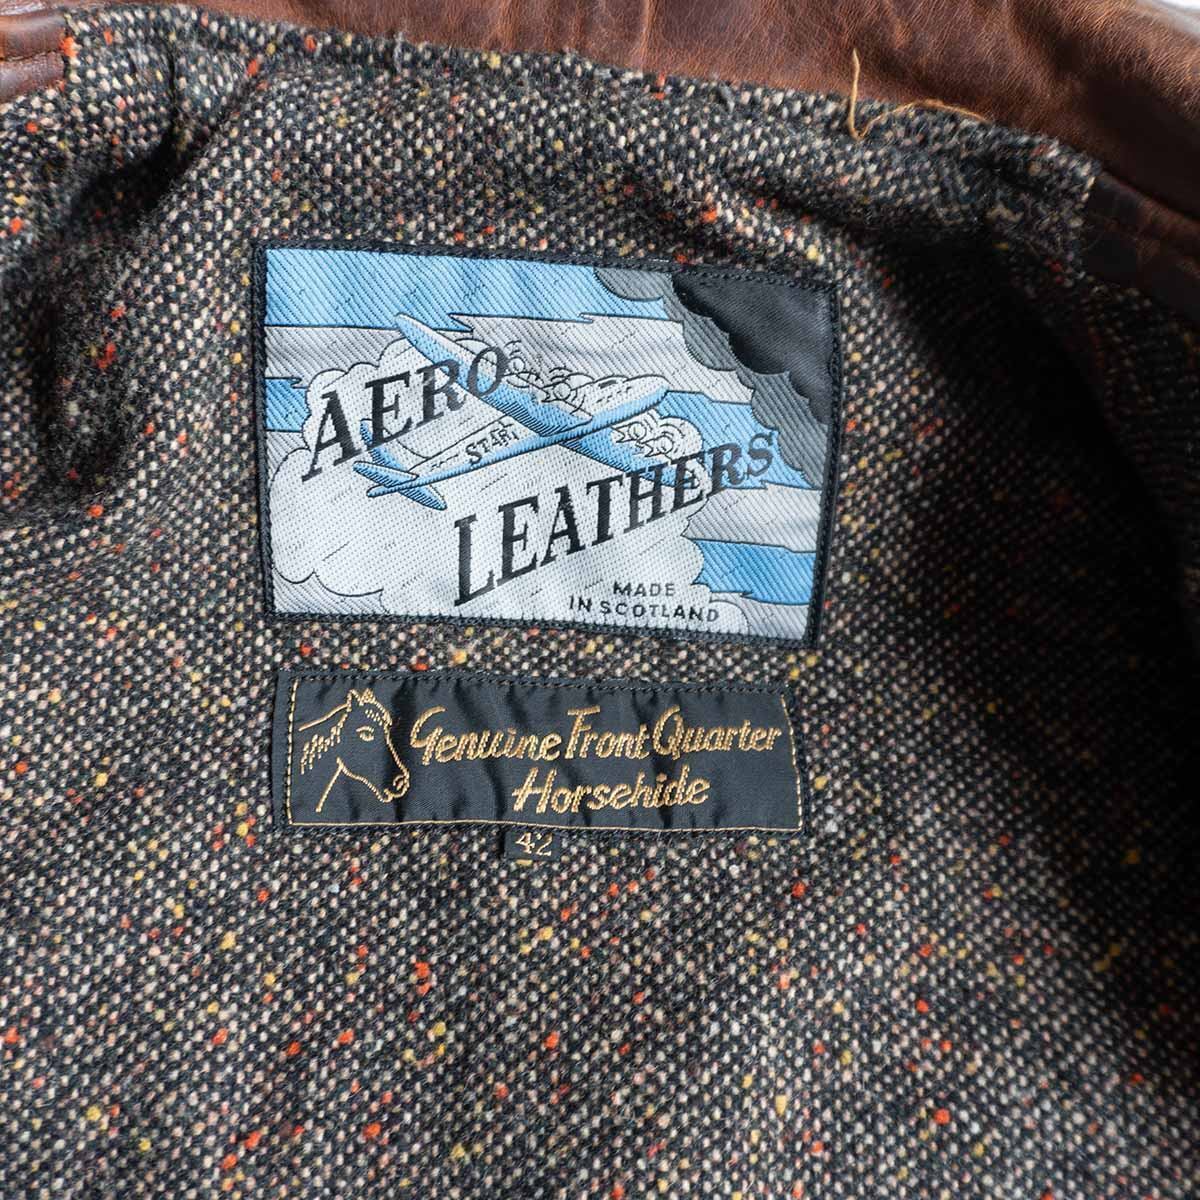 AERO
START
LEATHERS
MADE
IN SCOTLAND
Genuine Front Quarter
Horsehide
42